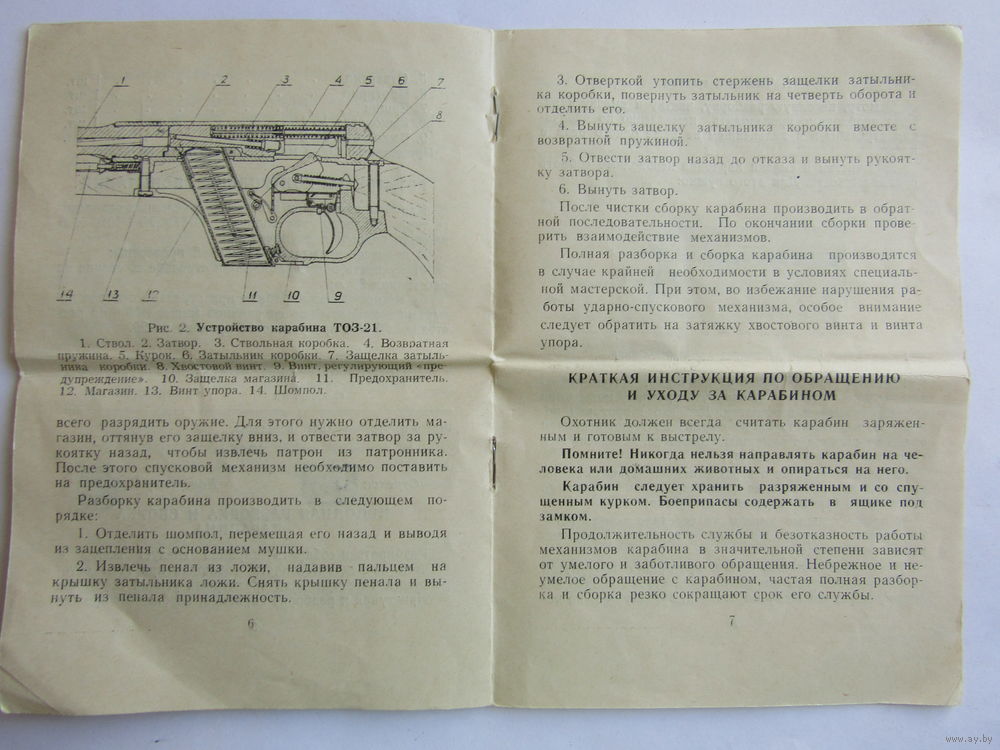 1 2 3 4 5 6 7
8
14 13 12 11 10 9
Рис. 2. Устройство карабина ТОЗ-21.
1. Ствол. 2. Затвор. 3. Ствольная коробка. 4. Возвратная
пружина. 5. Курок. 6. Затыльник коробки. 7. Защелка затыль-
ника коробки. 8. Хвостовой винт. 9. Винт, регулирующий «пре-
дупреждение». 10. Защелка магазина. 11. Предохранитель.
12. Магазин. 13. Винт упора. 14. Шомпол.
всего разрядить оружие. Для этого нужно отделить ма-
газин, оттянув его защелку вниз, и отвести затвор за ру-
коятку назад, чтобы извлечь патрон из патронника.
После этого спусковой механизм необходимо поставить
на предохранитель.
Разборку карабина производить в следующем по-
рядке:
1. Отделить шомпол, перемещая его назад и выводя
из зацепления с основанием мушки.
2. Извлечь пенал из ложи, надавив пальцем на
крышку затыльника ложи. Снять крышку пенала и вы-
нуть из пенала принадлежность.
6
3. Отверткой утопить стержень защелки затыльни-
ка коробки, повернуть затыльник на четверть оборота и
отделить его.
4. Вынуть защелку затыльника коробки вместе с
возвратной пружиной.
5. Отвести затвор назад до отказа и вынуть рукоят-
ку затвора.
6. Вынуть затвор.
После чистки сборку карабина производить в обрат-
ной последовательности. По окончании сборки прове-
рить взаимодействие механизмов.
Полная разборка и сборка карабина производятся
в случае крайней необходимости в условиях специаль-
ной мастерской. При этом, во избежание нарушения ра-
боты ударно-спускового механизма, особое внимание
следует обратить на затяжку хвостового винта и винта
упора.
КРАТКАЯ ИНСТРУКЦИЯ ПО ОБРАЩЕНИЮ
И УХОДУ ЗА КАРАБИНОМ
Охотник должен всегда считать карабин заряжен-
ным и готовым к выстрелу.
Помните! Никогда нельзя направлять карабин на че-
ловека или домашних животных и опираться на него.
Карабин следует хранить разряженным и со спу-
щенным курком. Боеприпасы содержать в ящике под
замком.
Продолжительность службы и безотказность работы
механизмов карабина в значительной степени зависят
от умелого и заботливого обращения. Небрежное и не-
умелое обращение с карабином, частая полная разбор-
ка и сборка резко сокращают срок его службы.
7
www.ay.by